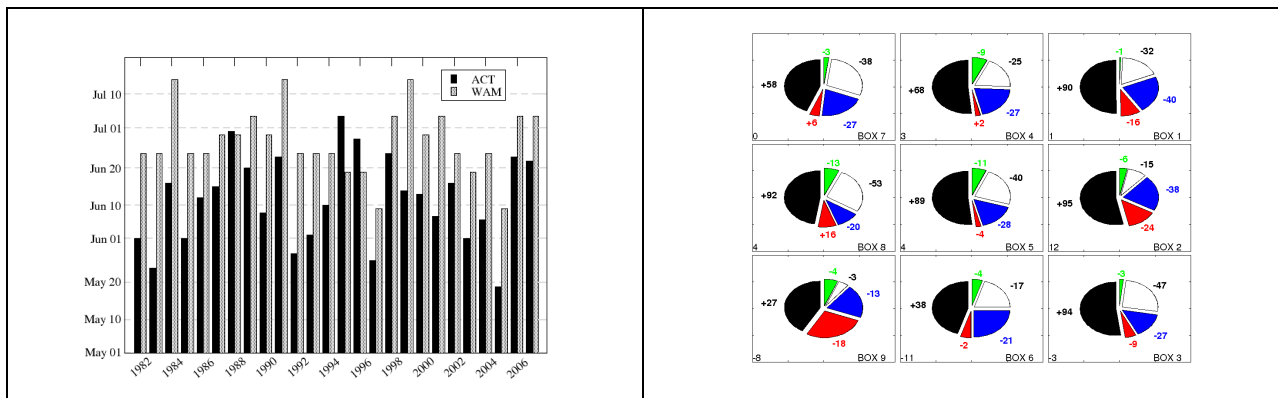 ACT
WAM
Jul 10
Jul 01
Jun 20
Jun 10
Jun 01
May 20
May 10
May 01
1982 1984 1986 1988 1990 1992 1994 1996 1998 2000 2002 2004 2006
-3
-38
+58
-27
+6
0
BOX 7
-9
-25
+68
-27
+2
3
BOX 4
-1
-32
+90
-40
-16
1
BOX 1
-13
-53
+92
-20
+16
4
BOX 8
-11
-40
+89
-28
-4
4
BOX 5
-6
-15
+95
-38
-24
12
BOX 2
-4
-3
+27
-13
-18
-8
BOX 9
-4
-17
+38
-21
-2
-11
BOX 6
-3
-47
+94
-27
-9
-3
BOX 3